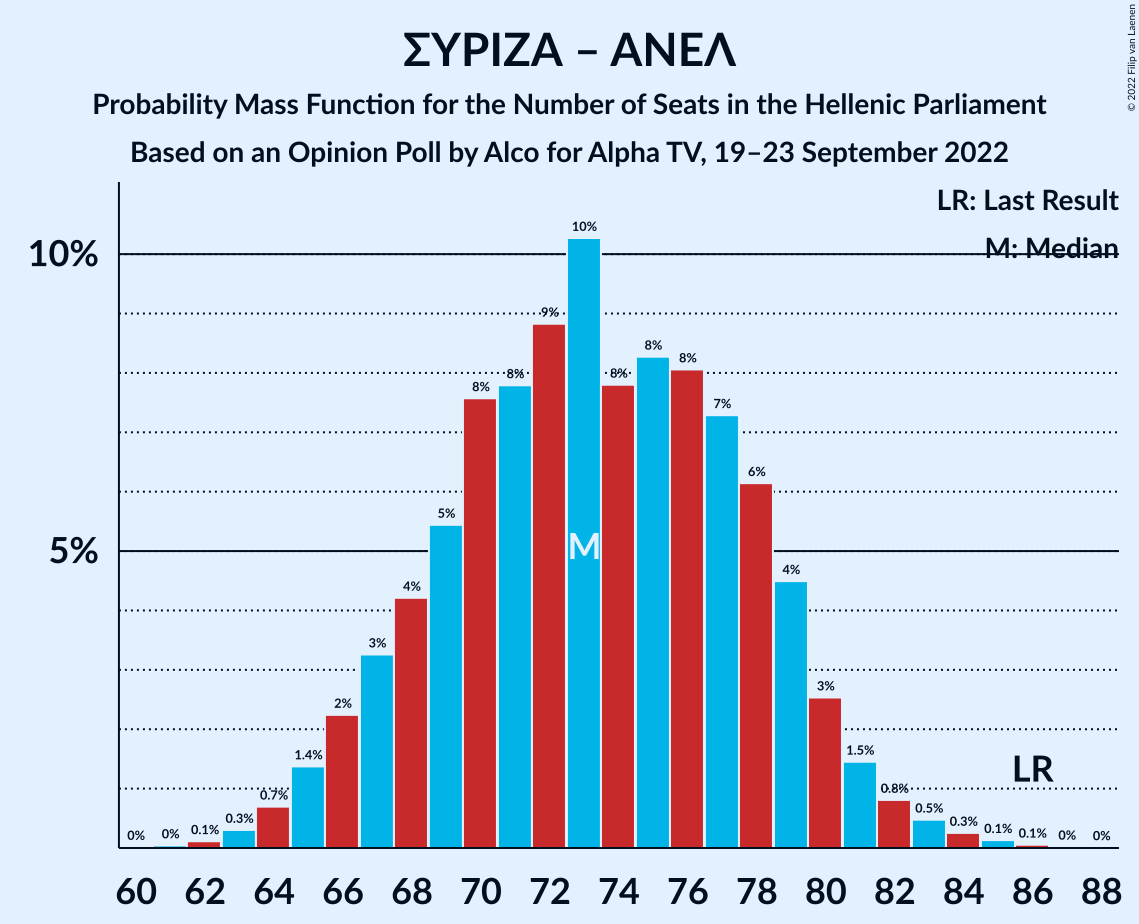 ΣΥΡΙΖΑ – ΑΝΕΛ
Probability Mass Function for the Number of Seats in the Hellenic Parliament
Based on an Opinion Poll by Alco for Alpha TV, 19–23 September 2022
© 2022 Filip van Laenen
LR: Last Result
M: Median
10%
5%
0% 0% 0.1% 0.3% 0.7% 1.4% 2% 3% 4% 5% 8% 8% 9% 10% 8% 8% 8% 7% 6% 4% 3% 1.5% 0.8% 0.5% 0.3% 0.1% 0.1% 0% 0%
M
LR
60 62 64 66 68 70 72 74 76 78 80 82 84 86 88